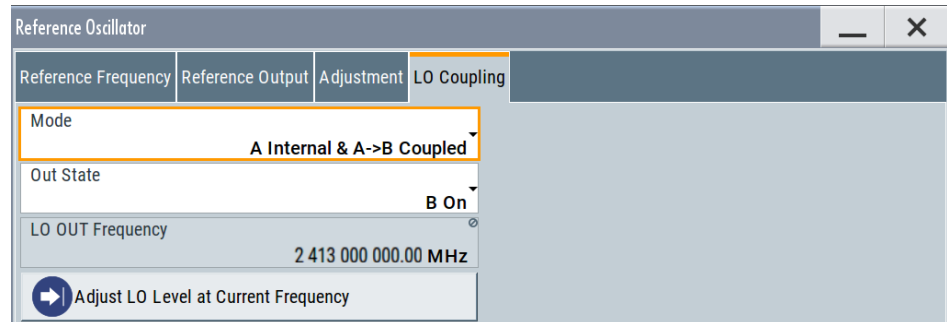 Reference Oscillator
Reference Frequency Reference Output Adjustment LO Coupling
Mode
A Internal & A->B Coupled
Out State
B On
LO OUT Frequency
2 413 000 000.00 MHz
Adjust LO Level at Current Frequency